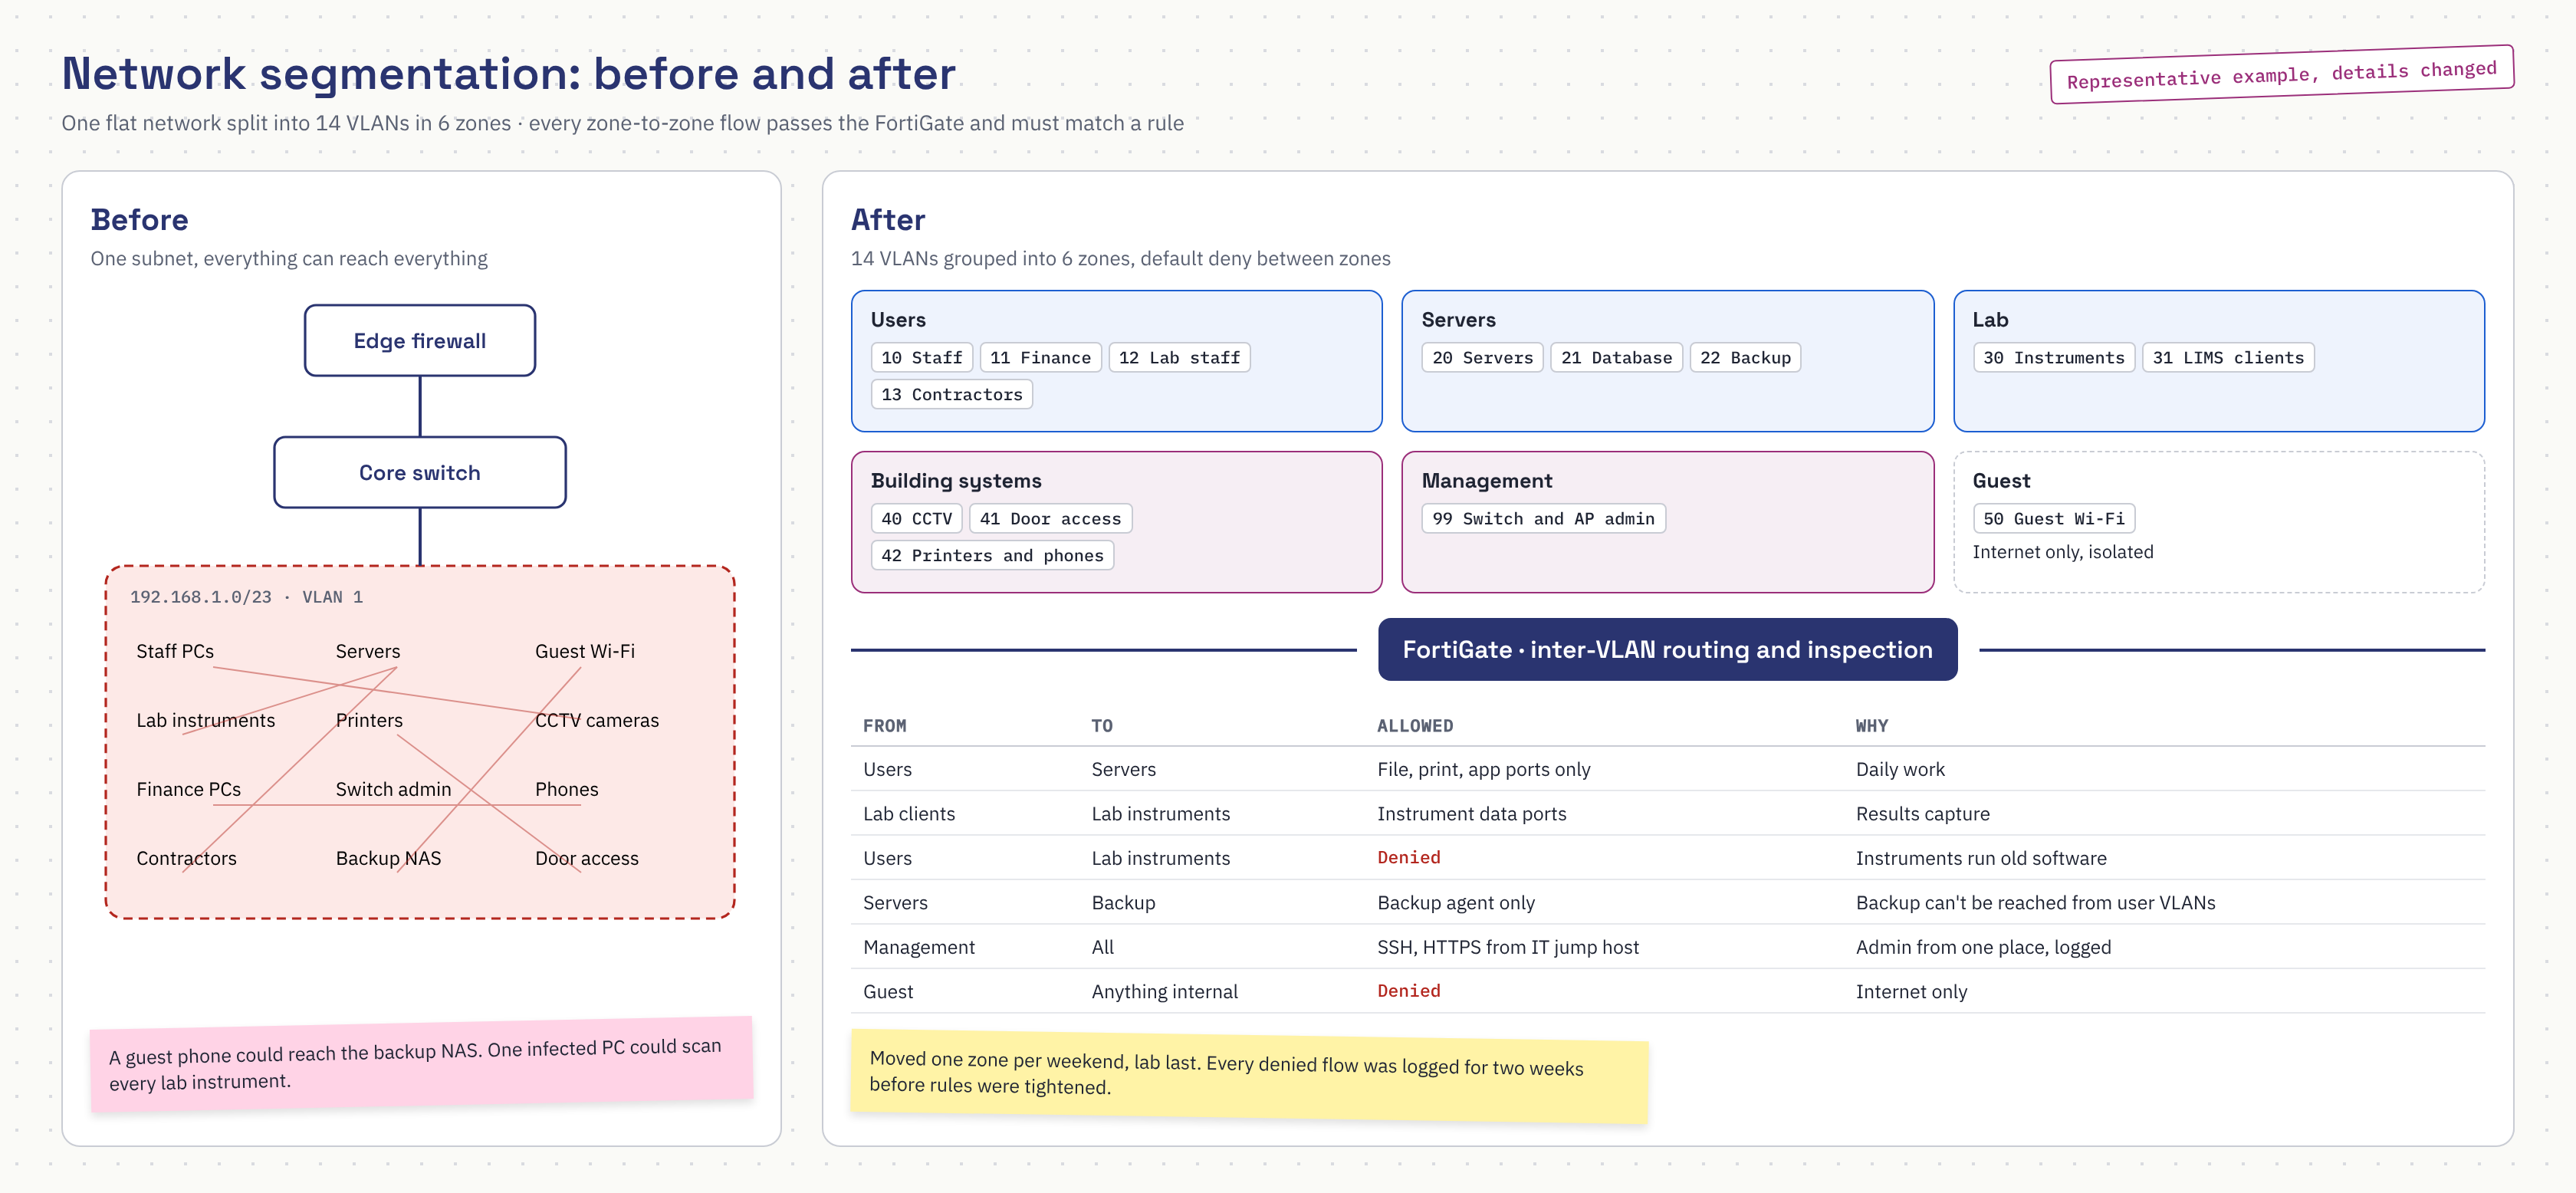 Network segmentation: before and after
Representative example, details changed
One flat network split into 14 VLANs in 6 zones · every zone-to-zone flow passes the FortiGate and must match a rule
Before
One subnet, everything can reach everything
Edge firewall
Core switch
192.168.1.0/23 · VLAN 1
Staff PCs Servers Guest Wi-Fi
Lab instruments Printers CCTV cameras
Finance PCs Switch admin Phones
Contractors Backup NAS Door access
A guest phone could reach the backup NAS. One infected PC could scan
every lab instrument.
After
14 VLANs grouped into 6 zones, default deny between zones
Users
10 Staff 11 Finance 12 Lab staff
13 Contractors
Servers
20 Servers 21 Database 22 Backup
Lab
30 Instruments 31 LIMS clients
Building systems
40 CCTV 41 Door access
42 Printers and phones
Management
99 Switch and AP admin
Guest
50 Guest Wi-Fi
Internet only, isolated
FortiGate · inter-VLAN routing and inspection
FROM TO ALLOWED WHY
Users Servers File, print, app ports only Daily work
Lab clients Lab instruments Instrument data ports Results capture
Users Lab instruments Denied Instruments run old software
Servers Backup Backup agent only Backup can't be reached from user VLANs
Management All SSH, HTTPS from IT jump host Admin from one place, logged
Guest Anything internal Denied Internet only
Moved one zone per weekend, lab last. Every denied flow was logged for two weeks
before rules were tightened.